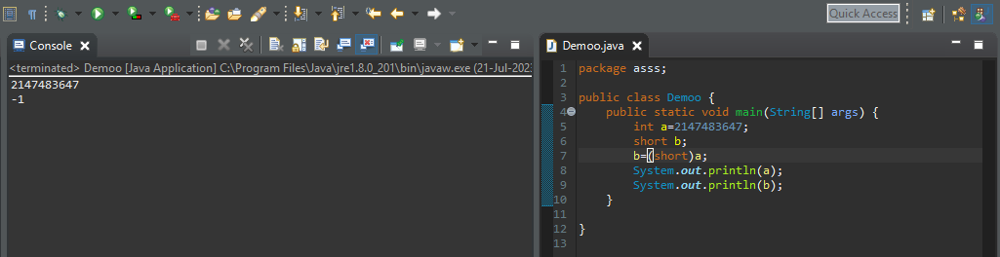 Quick Access
Console
<terminated> Demoo [Java Application] C:\Program Files\Java\jre1.8.0_201\bin\javaw.exe (21-Jul-202
2147483647
-1
Demoo.java
1 package asss;
2
3 public class Demoo {
4 public static void main(String[] args) {
5 int a=2147483647;
6 short b;
7 b=(short)a;
8 System.out.println(a);
9 System.out.println(b);
10 }
11
12 }
13